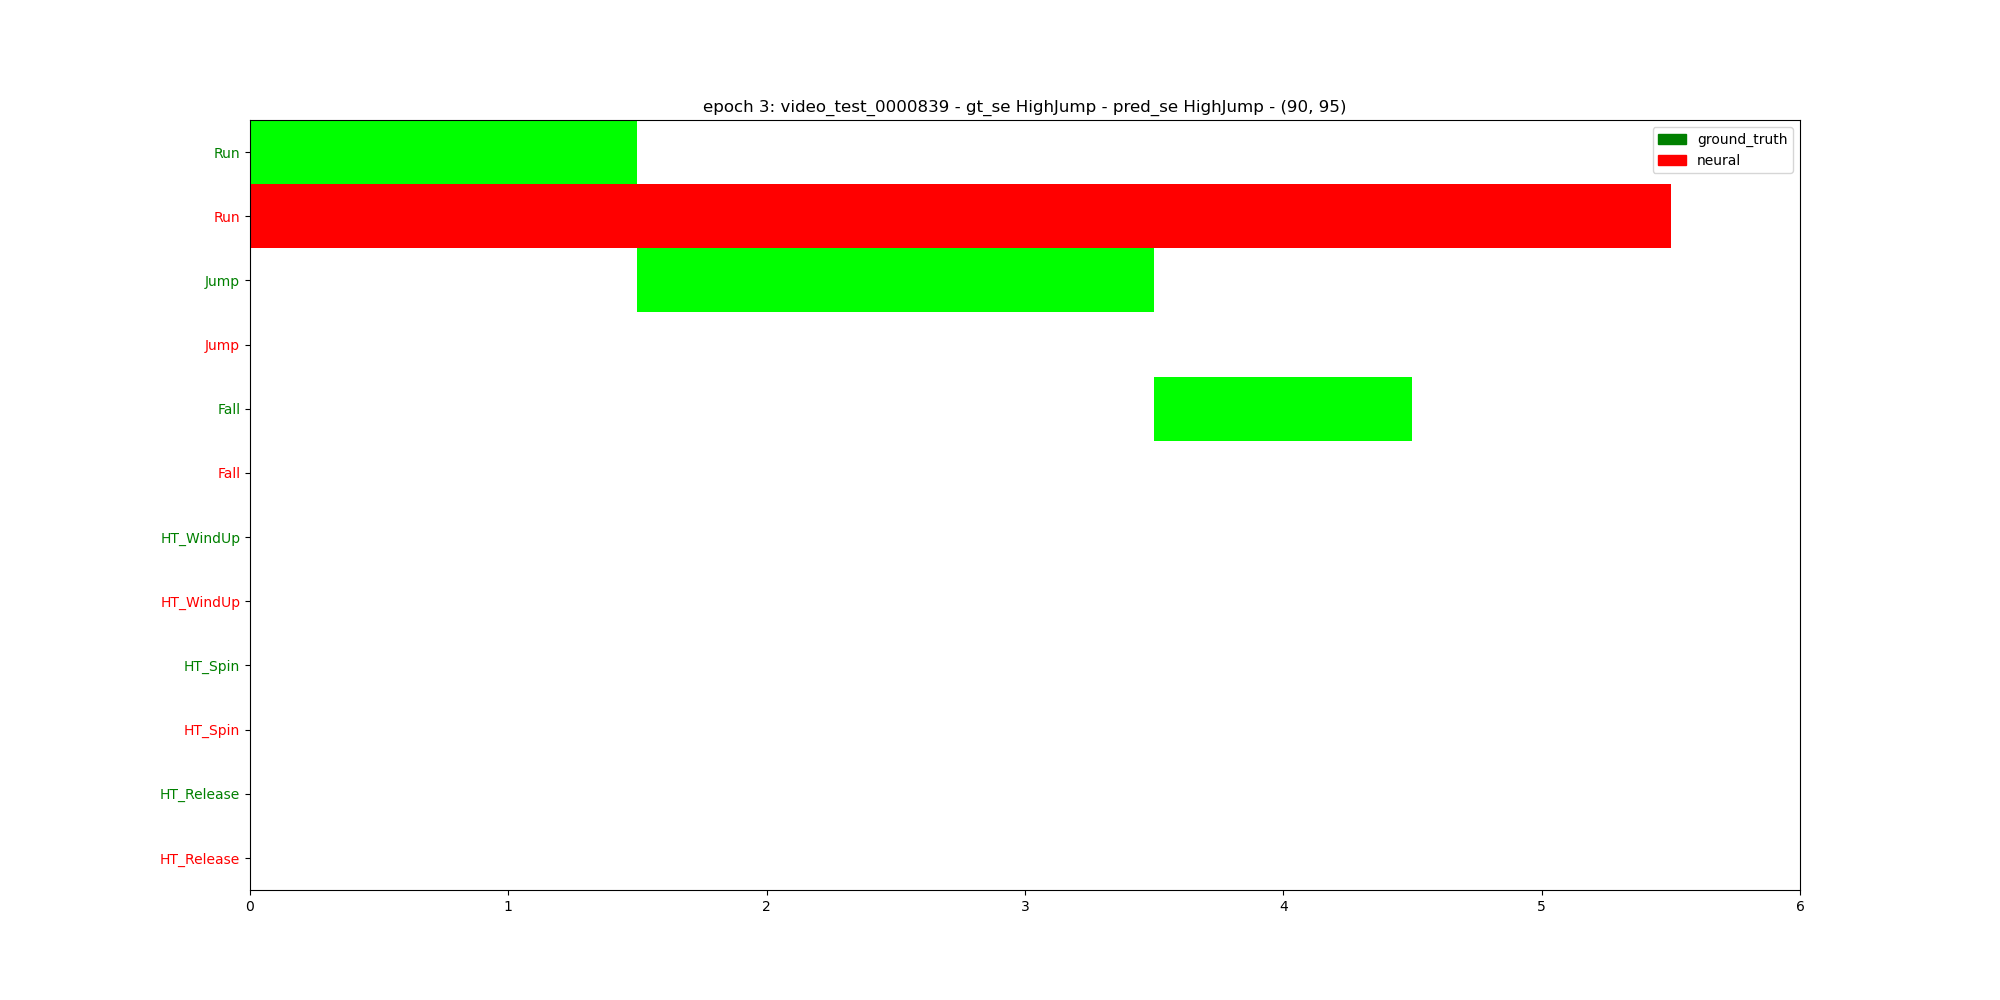 epoch 3: video_test_0000839 - gt_se HighJump - pred_se HighJump - (90, 95)
ground_truth
neural
Run
Run
Jump
Jump
Fall
Fall
HT_WindUp
HT_WindUp
HT_Spin
HT_Spin
HT_Release
HT_Release
0 1 2 3 4 5 6